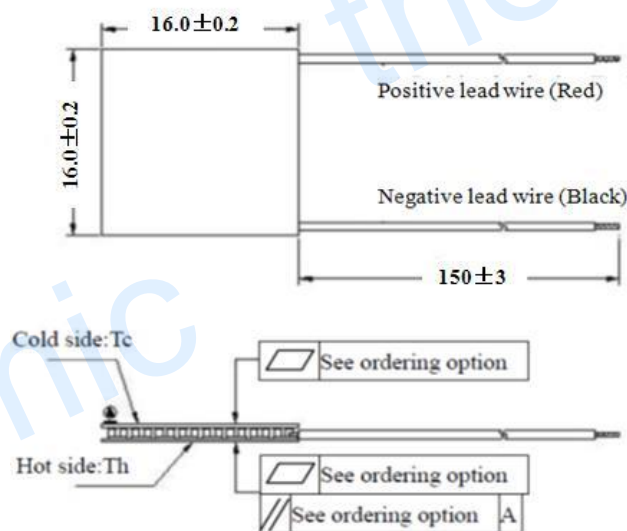 16.0±0.2
16.0±0.2
Positive lead wire (Red)
Negative lead wire (Black)
150±3
Cold side:Tc
See ordering option
A
Hot side:Th
See ordering option
See ordering option A